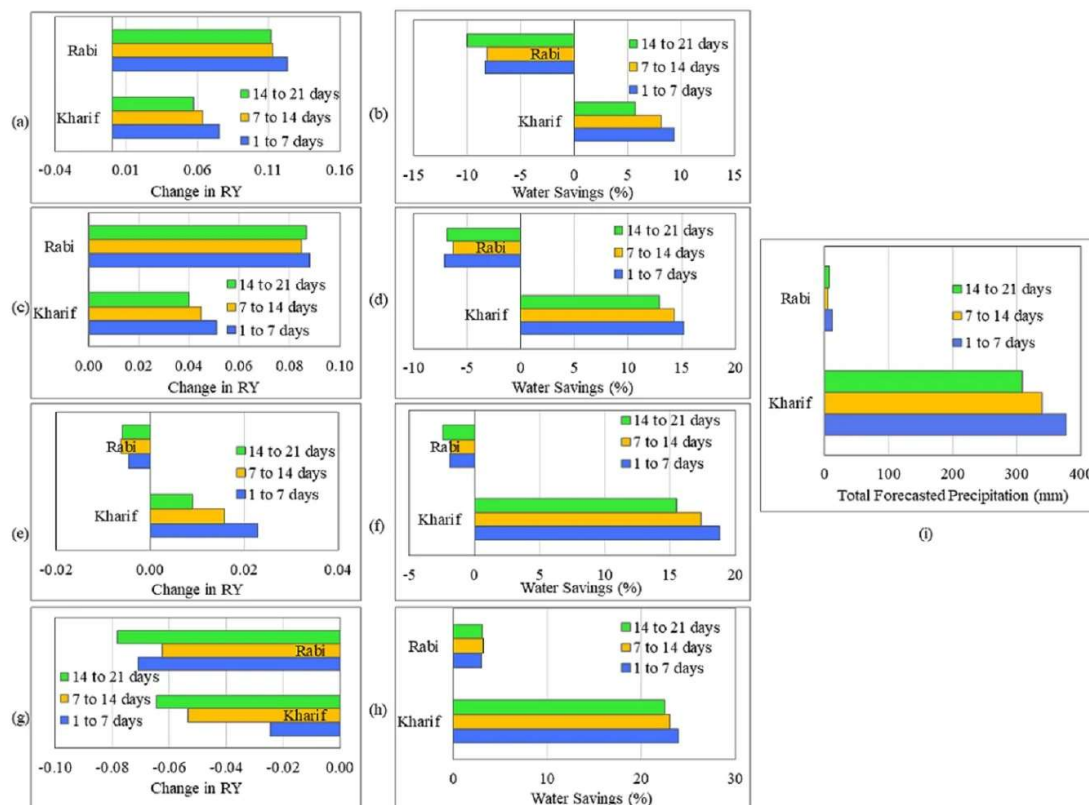 (a)
Rabi
Kharif
14 to 21 days
7 to 14 days
1 to 7 days
-0.04 0.01 0.06 0.11 0.16
Change in RY
(b)
Rabi
Kharif
14 to 21 days
7 to 14 days
1 to 7 days
-15 -10 -5 0 5 10 15
Water Savings (%)
(c)
Rabi
Kharif
14 to 21 days
7 to 14 days
1 to 7 days
0.00 0.02 0.04 0.06 0.08 0.10
Change in RY
(d)
Rabi
Kharif
14 to 21 days
7 to 14 days
1 to 7 days
-10 -5 0 5 10 15 20
Water Savings (%)
(e)
Rabi
Kharif
14 to 21 days
7 to 14 days
1 to 7 days
-0.02 0.00 0.02 0.04
Change in RY
(f)
Rabi
Kharif
14 to 21 days
7 to 14 days
1 to 7 days
-5 0 5 10 15 20
Water Savings (%)
(g)
Rabi
Kharif
14 to 21 days
7 to 14 days
1 to 7 days
-0.10 -0.08 -0.06 -0.04 -0.02 0.00
Change in RY
(h)
Rabi
Kharif
14 to 21 days
7 to 14 days
1 to 7 days
0 10 20 30
Water Savings (%)
Rabi
Kharif
14 to 21 days
7 to 14 days
1 to 7 days
0 100 200 300 400
Total Forecasted Precipitation (mm)
(i)